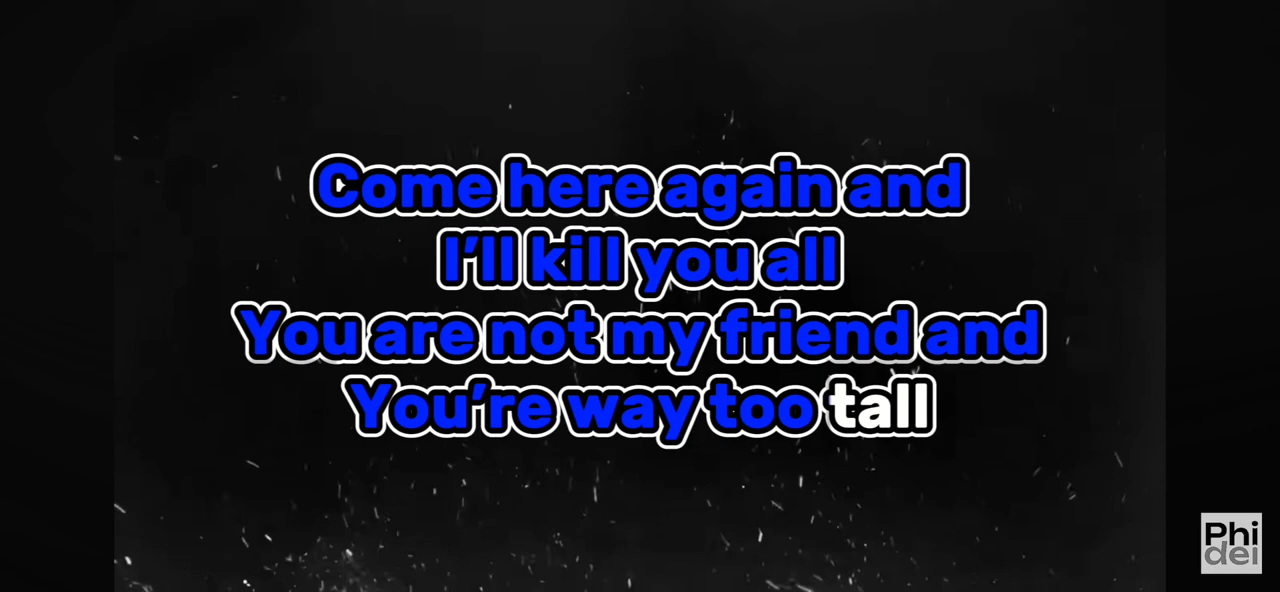 Come here again and
I'll kill you all
You are not my friend and
You're way too tall
Phi
dei